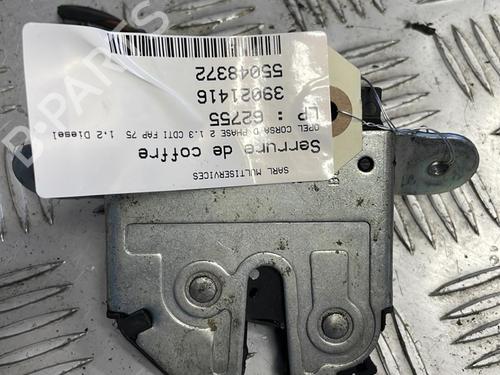 SARL MULTISERVICES
Serrure de coffre
OPEL CORSA D PHASE 2 1.3 CDTI FAP 75 1.2 Diesel
LP : 62755
39021416
55048372
B-PARTS